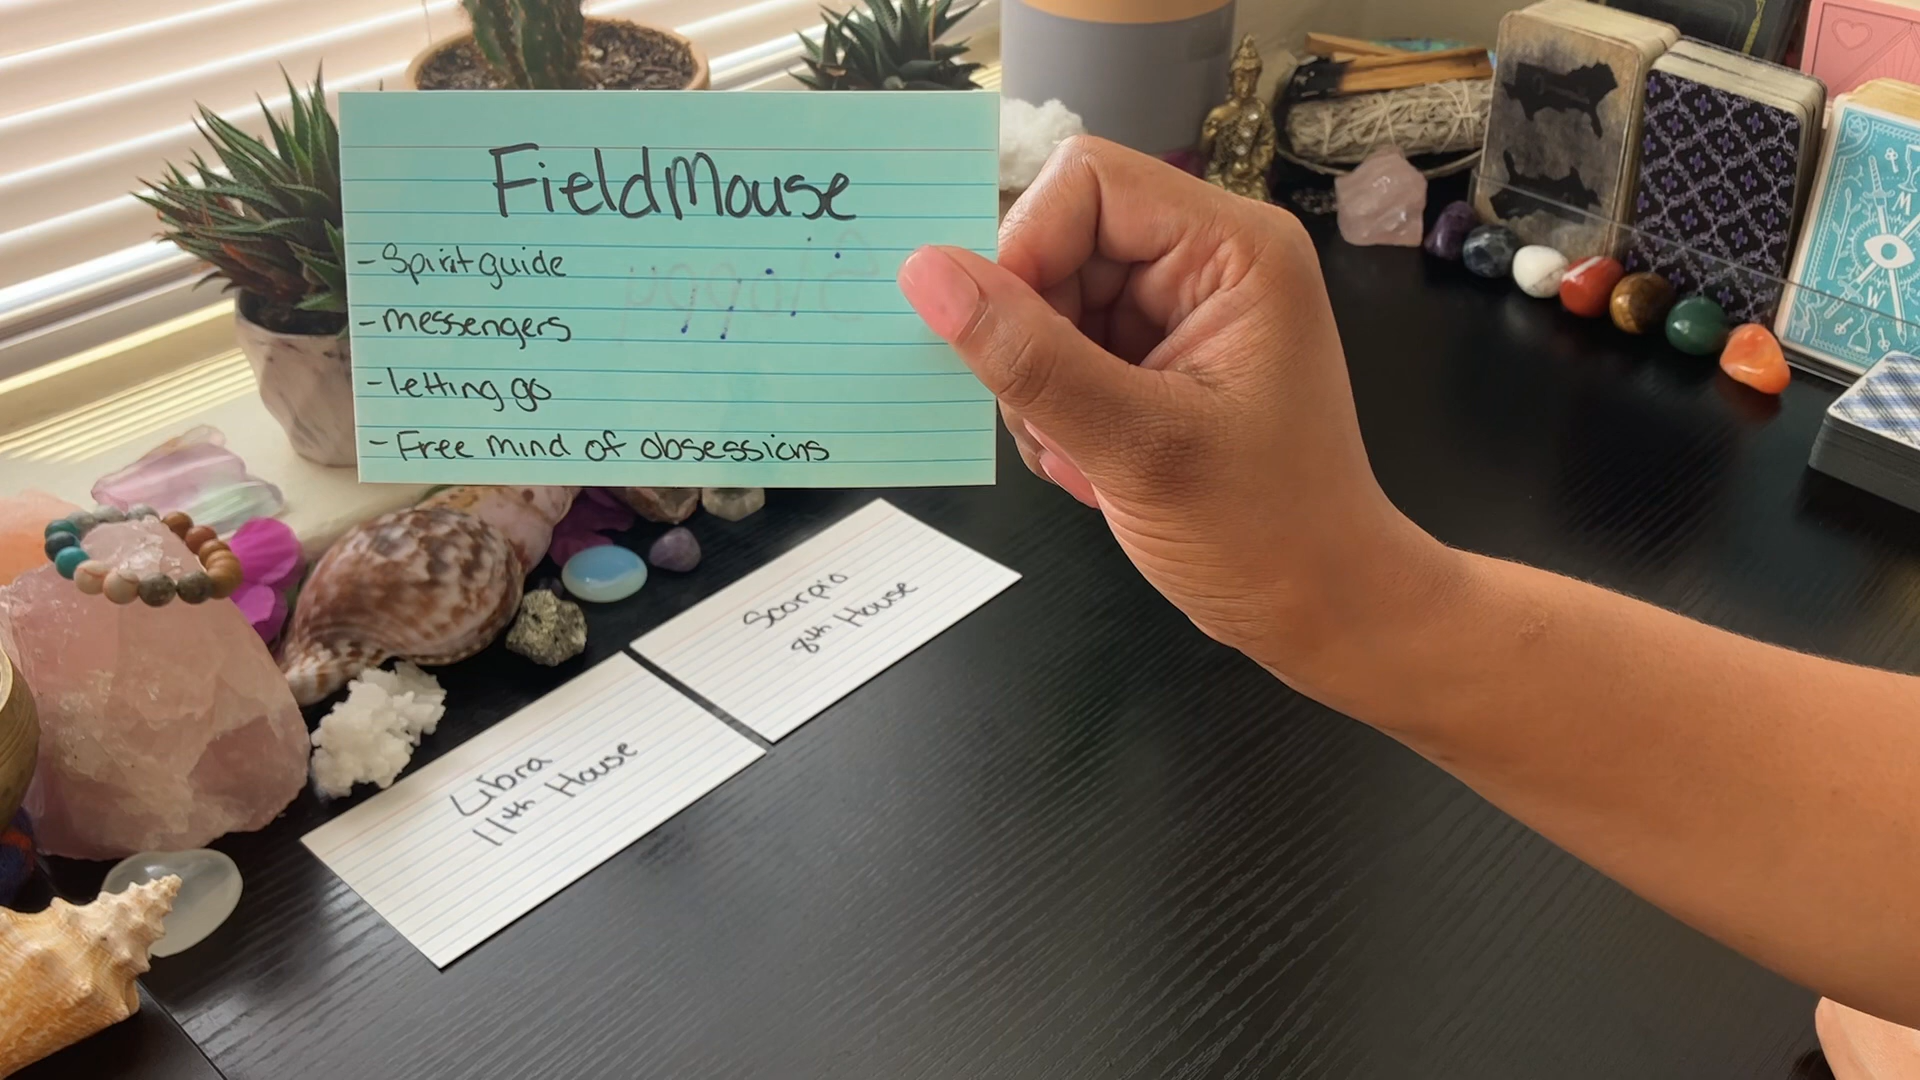 FieldMouse
- Spirit guide
- messengers
- letting go
- Free mind of obsessions
Scorpio
8th House
Libra
11th House
M
W